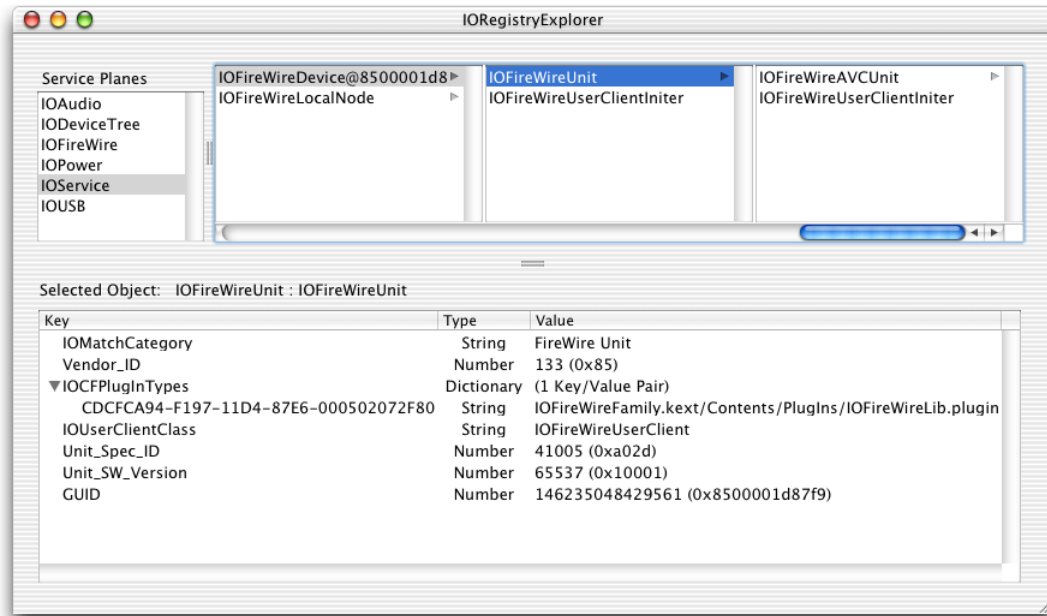 IORegistryExplorer
Service Planes
IOAudio
IODeviceTree
IOFireWire
IOPower
IOService
IOUSB
IOFireWireDevice@8500001d8
IOFireWireLocalNode
IOFireWireUnit
IOFireWireUserClientIniter
IOFireWireAVCUnit
IOFireWireUserClientIniter
Selected Object: IOFireWireUnit : IOFireWireUnit
Key Type Value
IOMatchCategory String FireWire Unit
Vendor_ID Number 133 (0x85)
IOCFPlugInTypes Dictionary (1 Key/Value Pair)
CDCFCA94-F197-11D4-87E6-000502072F80 String IOFireWireFamily.kext/Contents/PlugIns/IOFireWireLib.plugin
IOUserClientClass String IOFireWireUserClient
Unit_Spec_ID Number 41005 (0xa02d)
Unit_SW_Version Number 65537 (0x10001)
GUID Number 146235048429561 (0x8500001d87f9)